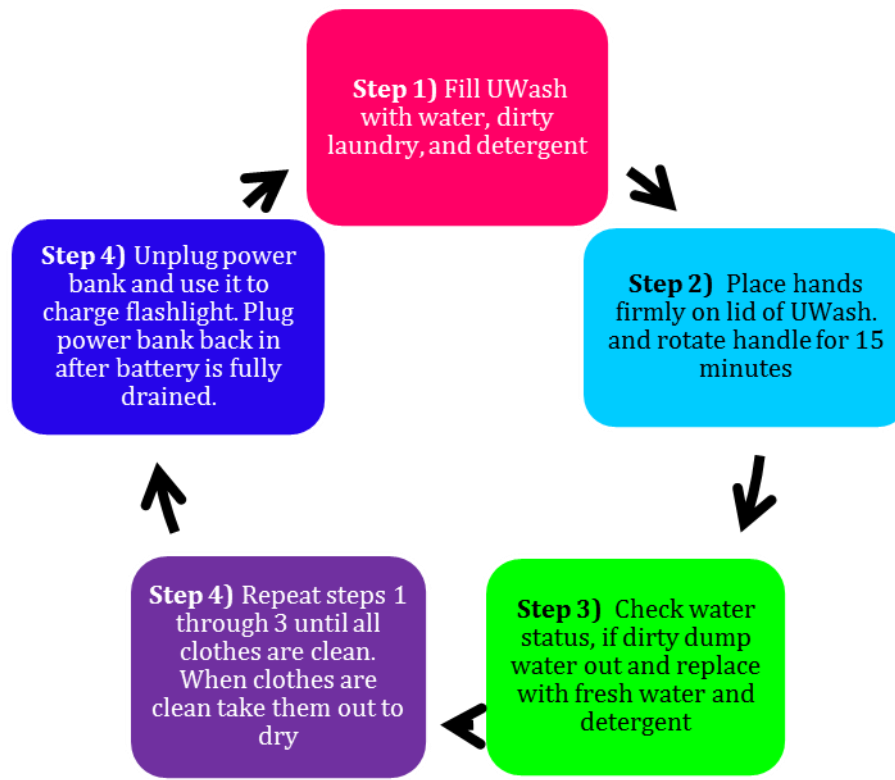 Step 1) Fill UWash
with water, dirty
laundry, and detergent
Step 2) Place hands
firmly on lid of UWash.
and rotate handle for 15
minutes
Step 3) Check water
status, if dirty dump
water out and replace
with fresh water and
detergent
Step 4) Repeat steps 1
through 3 until all
clothes are clean.
When clothes are
clean take them out to
dry
Step 4) Unplug power
bank and use it to
charge flashlight. Plug
power bank back in
after battery is fully
drained.